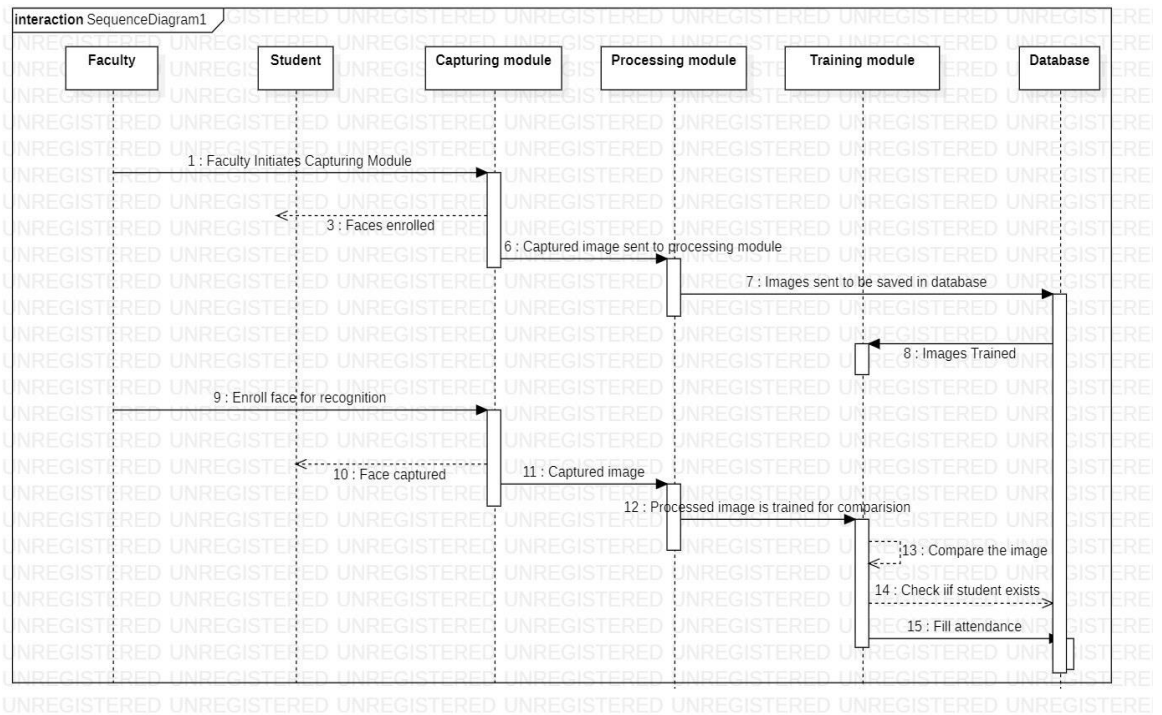 interaction SequenceDiagram1
Faculty
Student
Capturing module
Processing module
Training module
Database
1 : Faculty Initiates Capturing Module
3 : Faces enrolled
6 : Captured image sent to processing module
7 : Images sent to be saved in database
8 : Images Trained
9 : Enroll face for recognition
10 : Face captured
11 : Captured image
12 : Processed image is trained for comparision
13 : Compare the image
14 : Check iif student exists
15 : Fill attendance
UNREGISTERED